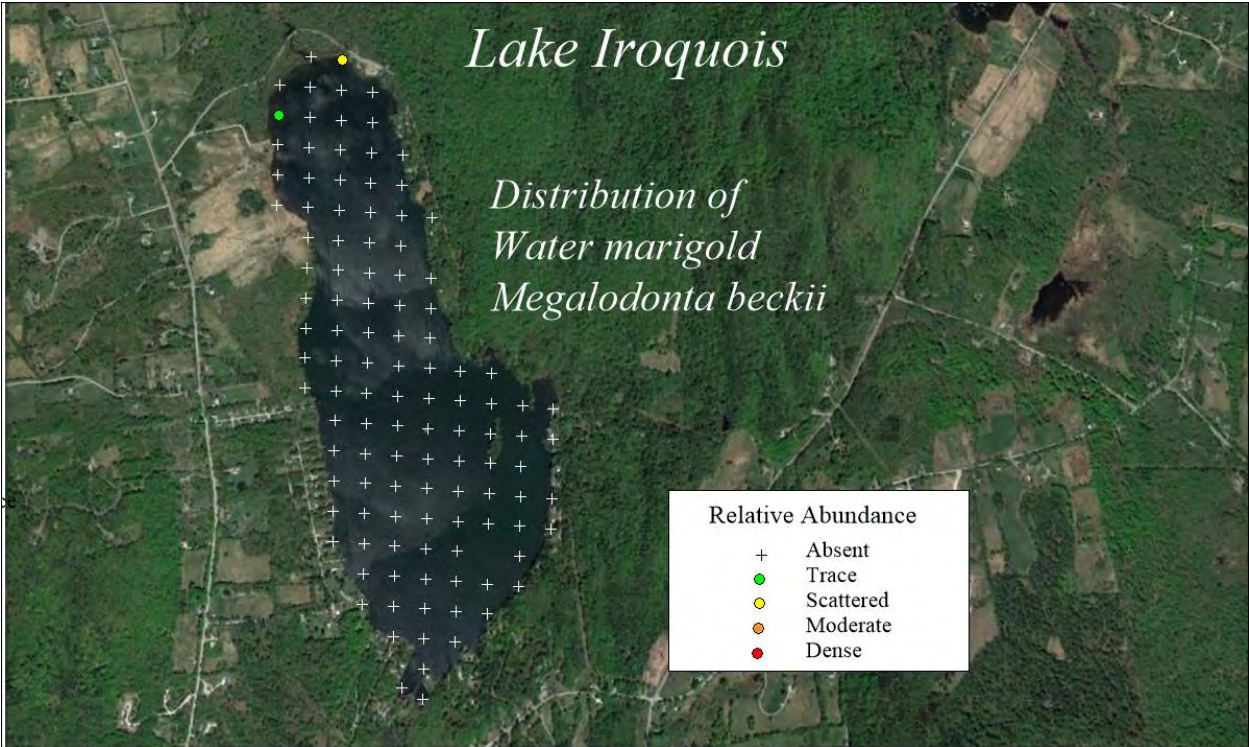 Lake Iroquois
Distribution of
Water marigold
Megalodonta beckii
Relative Abundance
Absent
Trace
Scattered
Moderate
Dense